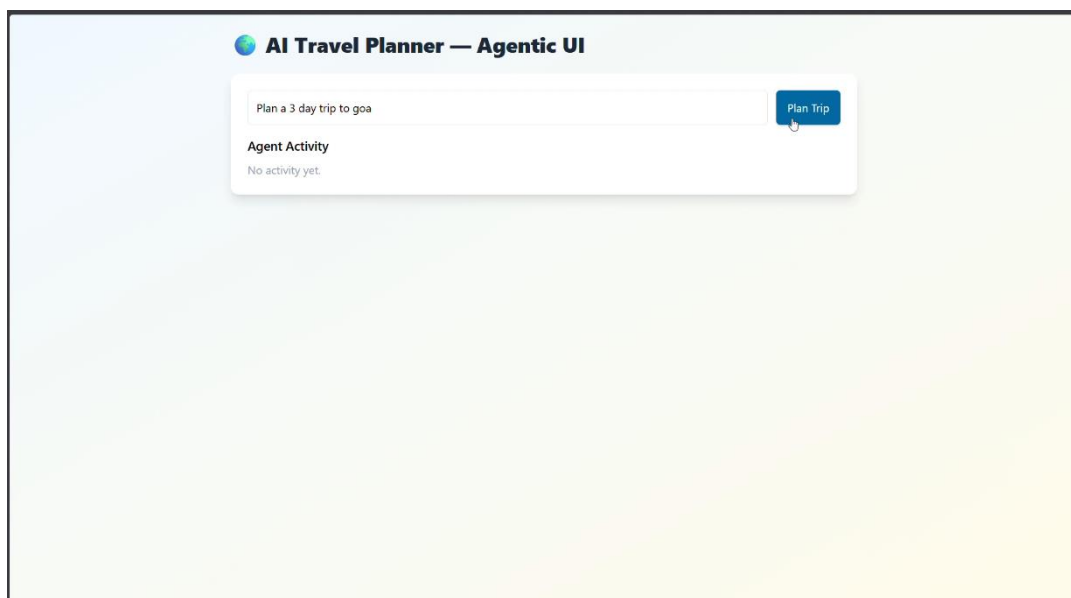 AI Travel Planner — Agentic UI
Plan a 3 day trip to goa
Plan Trip
Agent Activity
No activity yet.